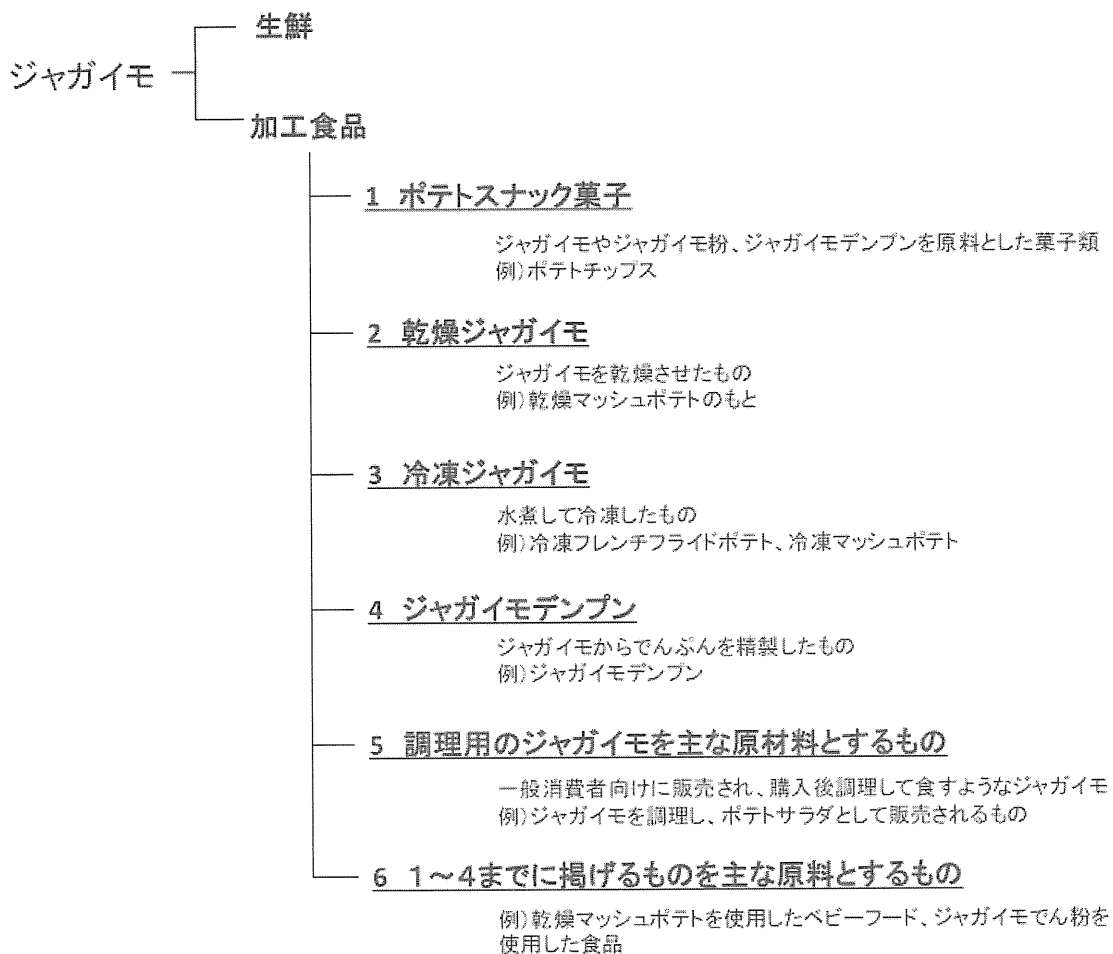 生鮮
ジャガイモ
加工食品
1 ポテトスナック菓子
ジャガイモやジャガイモ粉、ジャガイモデンプンを原料とした菓子類
例)ポテトチップス
2 乾燥ジャガイモ
ジャガイモを乾燥させたもの
例)乾燥マッシュポテトのもと
3 冷凍ジャガイモ
水煮して冷凍したもの
例)冷凍フレンチフライドポテト、冷凍マッシュポテト
4 ジャガイモデンプン
ジャガイモからでんぷんを精製したもの
例)ジャガイモデンプン
5 調理用のジャガイモを主な原材料とするもの
一般消費者向けに販売され、購入後調理して食すようなジャガイモ
例)ジャガイモを調理し、ポテトサラダとして販売されるもの
6 1～4までに掲げるものを主な原料とするもの
例)乾燥マッシュポテトを使用したベビーフード、ジャガイモでん粉を
使用した食品